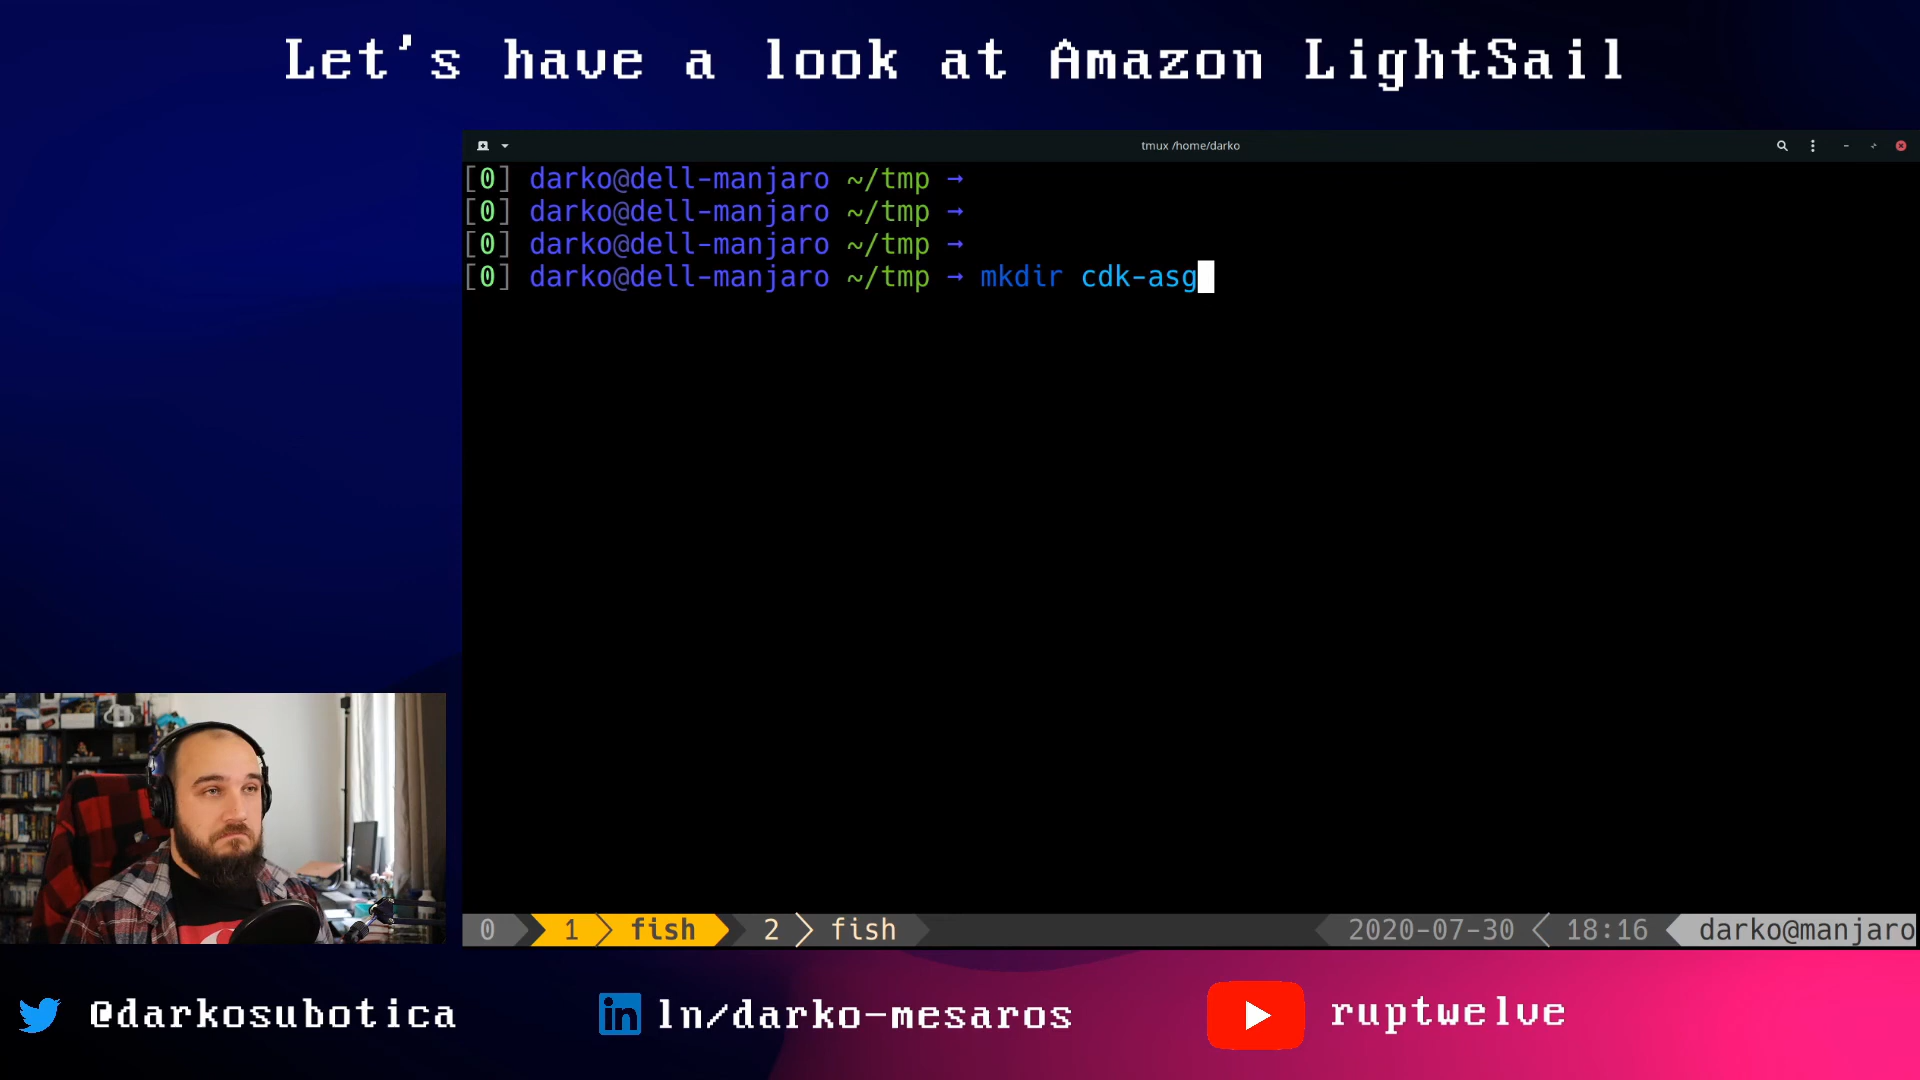 Let's have a look at Amazon LightSail
tmux /home/darko
[0] darko@dell-manjaro ~/tmp →
[0] darko@dell-manjaro ~/tmp →
[0] darko@dell-manjaro ~/tmp →
[0] darko@dell-manjaro ~/tmp → mkdir cdk-asg
0 1 fish 2 fish 2020-07-30 18:16 darko@manjaro
@darkosubotica in ln/darko-mesaros ruptwelve